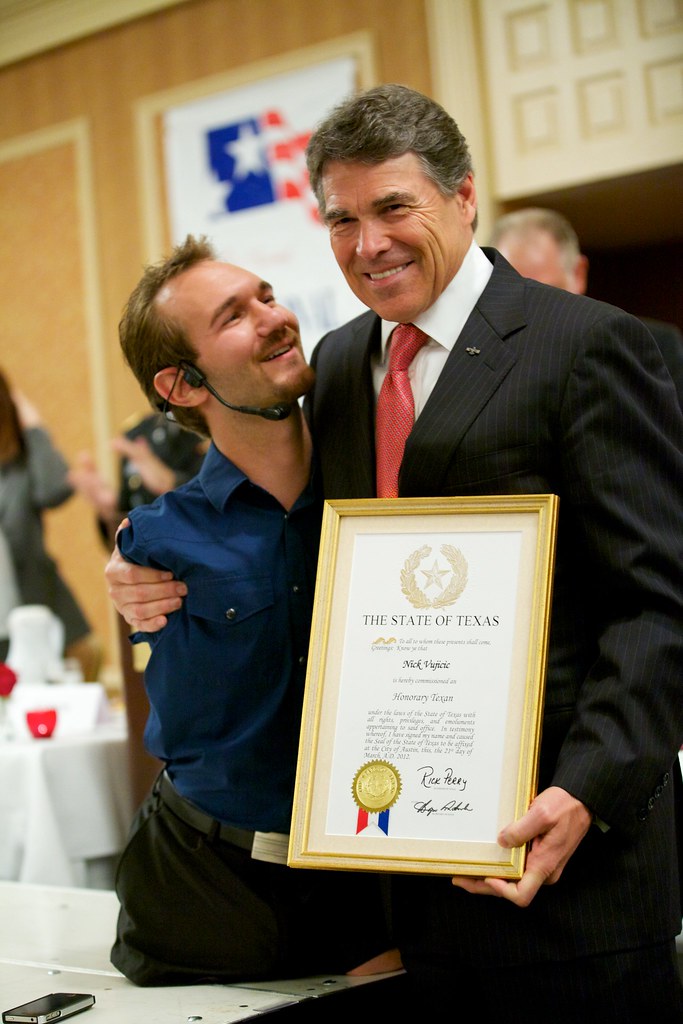 THE STATE OF TEXAS
To all to whom these presents shall come,
Greetings: Know ye that
Nick Vujicic
is hereby commissioned an
Honorary Texan
under the laws of the State of Texas with
all rights, privileges, and emoluments
appertaining to said office. In testimony
whereof, I have signed my name and caused
the Seal of the State of Texas to be affixed
at the City of Austin, this, the 21st day of
March, A.D. 2012.
Rick Perry